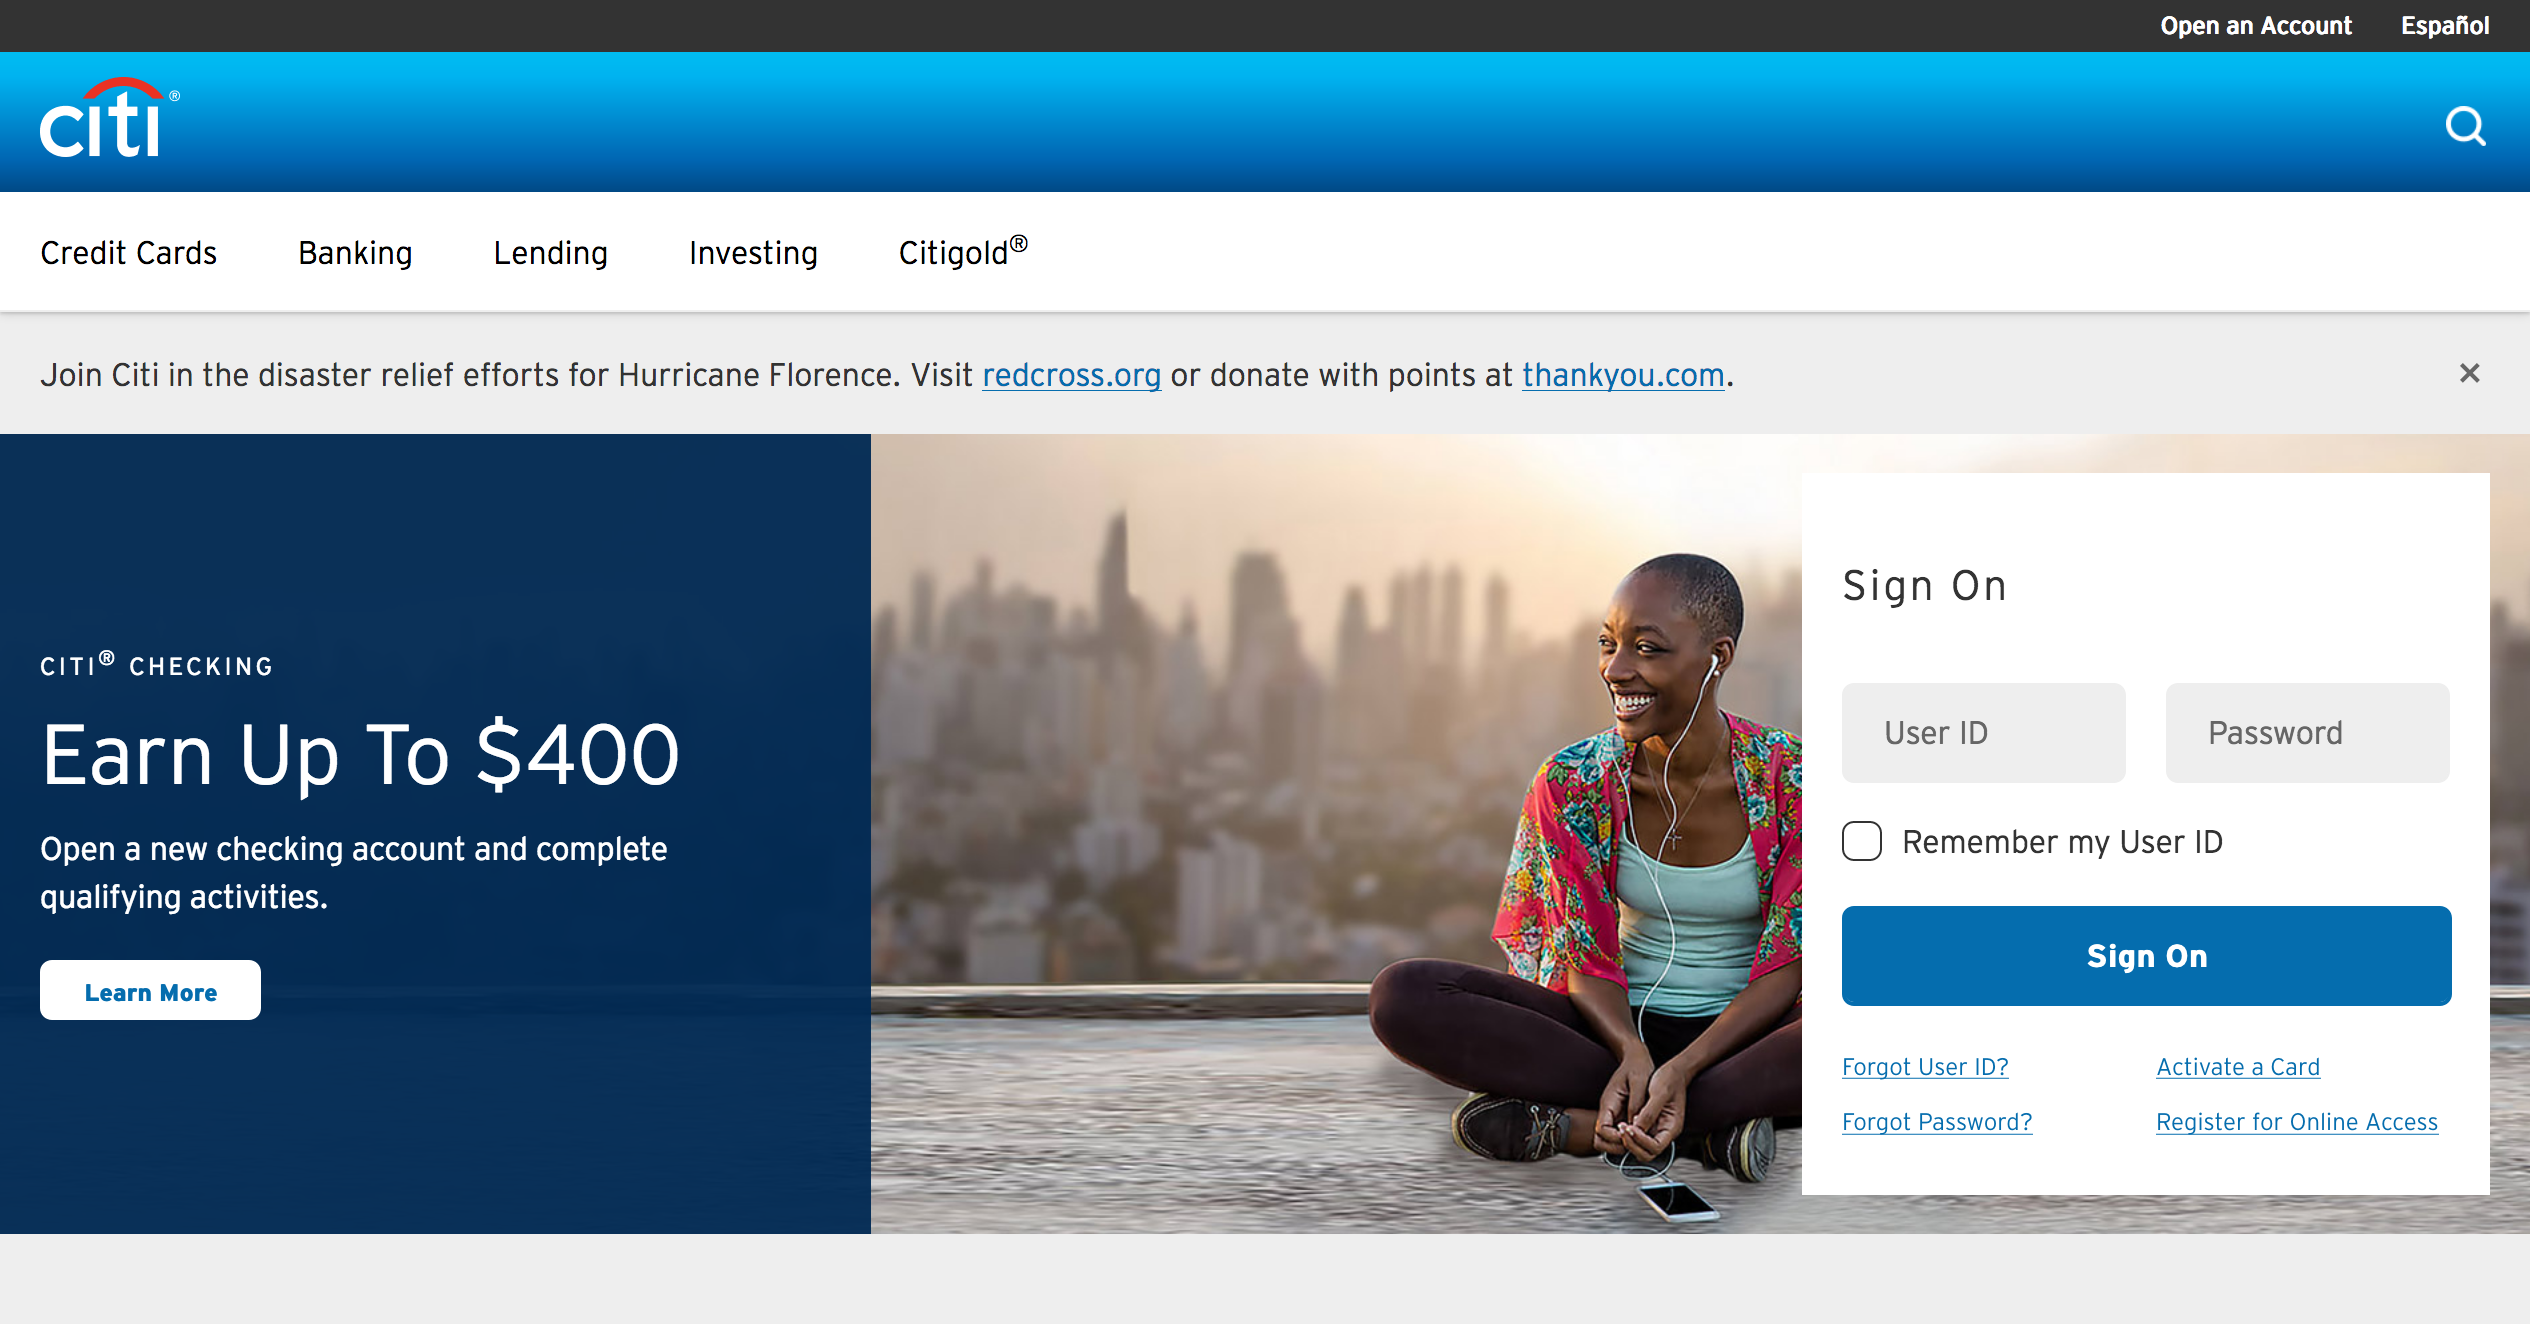 Open an Account Español
citi®
Credit Cards Banking Lending Investing Citigold®
Join Citi in the disaster relief efforts for Hurricane Florence. Visit redcross.org or donate with points at thankyou.com.
CITI® CHECKING
Earn Up To $400
Open a new checking account and complete
qualifying activities.
Learn More
Sign On
User ID Password
Remember my User ID
Sign On
Forgot User ID? Activate a Card
Forgot Password? Register for Online Access